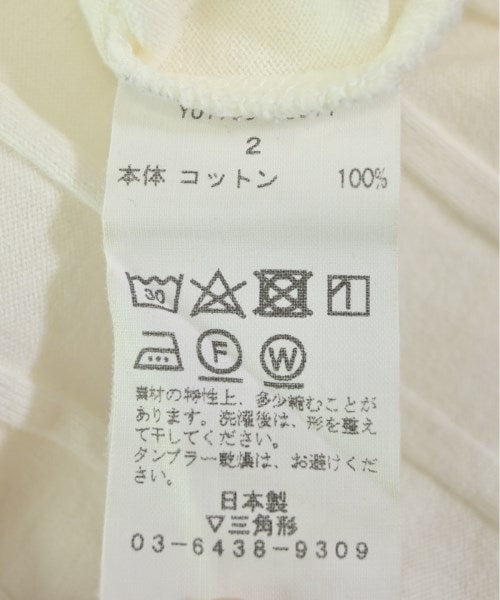 2
本体 コットン 100%
30
F
W
素材の特性上、多少縮むことが
あります。洗濯後は、形を整え
て干してください。
タンブラー乾燥は、お避けくだ
さい。
日本製
▽三角形
03-6438-9309